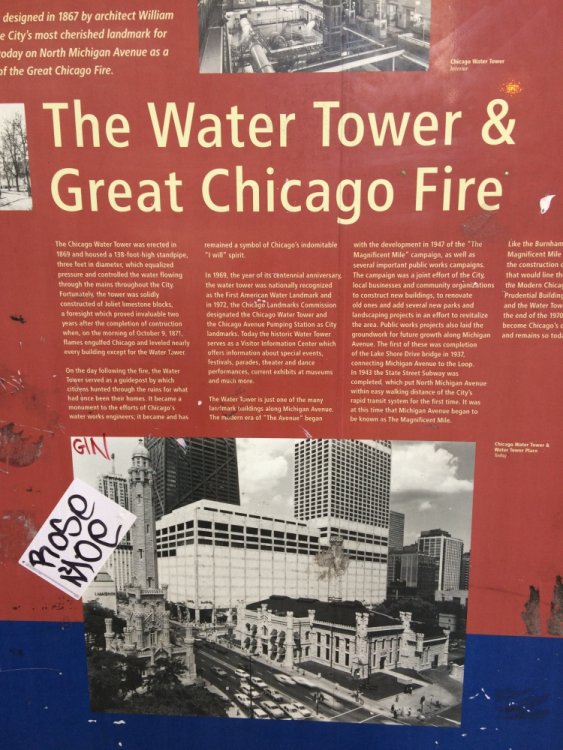 designed in 1867 by architect William
e City's most cherished landmark for
oday on North Michigan Avenue as a
of the Great Chicago Fire.
Chicago Water Tower
Interior
The Water Tower &
Great Chicago Fire
The Chicago Water Tower was erected in
1869 and housed a 138-foot-high standpipe,
three feet in diameter, which equalized
pressure and controlled the water flowing
through the mains throughout the City.
Fortunately, the tower was solidly
constructed of Joliet limestone blocks,
a foresight which proved invaluable two
years after the completion of contruction
when, on the morning of October 9, 1871,
flames engulfed Chicago and leveled nearly
every building except for the Water Tower.
On the day following the fire, the Water
Tower served as a guidepost by which
citizens hunted through the ruins for what
had once been their homes. It became a
monument to the efforts of Chicago's
water works engineers; it became and has
remained a symbol of Chicago's indomitable
"I will" spirit.
In 1969, the year of its centennial anniversary,
the water tower was nationally recognized
as the First American Water Landmark and
in 1972, the Chicago Landmarks Commission
designated the Chicago Water Tower and
the Chicago Avenue Pumping Station as City
landmarks. Today the historic Water Tower
serves as a Visitor Information Center which
offers information about special events,
festivals, parades, theater and dance
performances, current exhibits at museums
and much more.
The Water Tower is just one of the many
landmark buildings along Michigan Avenue.
The modern era of "The Avenue" began
with the development in 1947 of the "The
Magnificent Mile" campaign, as well as
several important public works campaigns.
The campaign was a joint effort of the City,
local businesses and community organizations
to construct new buildings, to renovate
old ones and add several new parks and
landscaping projects in an effort to revitalize
the area. Public works projects also laid the
groundwork for future growth along Michigan
Avenue. The first of these was completion
of the Lake Shore Drive bridge in 1937,
connecting Michigan Avenue to the Loop.
In 1943 the State Street Subway was
completed, which put North Michigan Avenue
within easy walking distance of the City's
rapid transit system for the first time. It was
at this time that Michigan Avenue began to
be known as The Magnificent Mile.
Like the Burnham
Magnificent Mile
the construction o
that would line th
the Modern Chicag
Prudential Building
and the Water Tow
the end of the 1970
become Chicago's c
and remains so toda
Chicago Water Tower &
Water Tower Place
Today
GIN